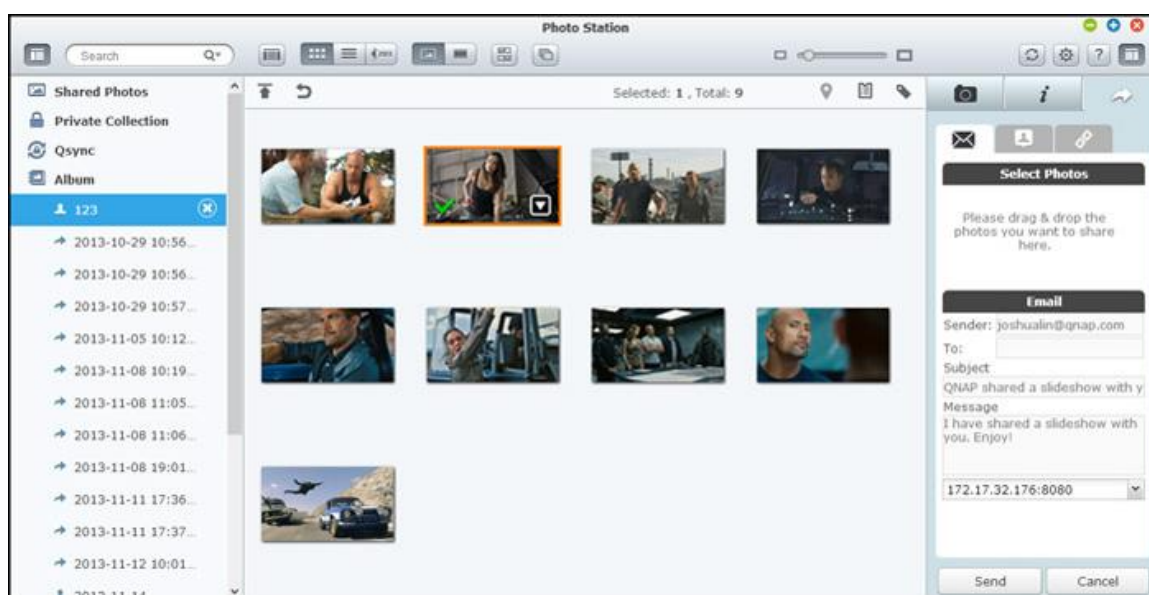 Photo Station
Search
Shared Photos
Private Collection
Qsync
Album
123
2013-10-29 10:56...
2013-10-29 10:56...
2013-10-29 10:57...
2013-11-05 10:12...
2013-11-08 10:19...
2013-11-08 11:05...
2013-11-08 11:06...
2013-11-08 19:01...
2013-11-11 17:36...
2013-11-11 17:37...
2013-11-12 10:01...
2013-11-14
Selected: 1 , Total: 9
i
?
Select Photos
Please drag & drop the
photos you want to share
here.
Email
Sender: joshualin@qnap.com
To:
Subject
QNAP shared a slideshow with y
Message
I have shared a slideshow with
you. Enjoy!
172.17.32.176:8080
Send
Cancel